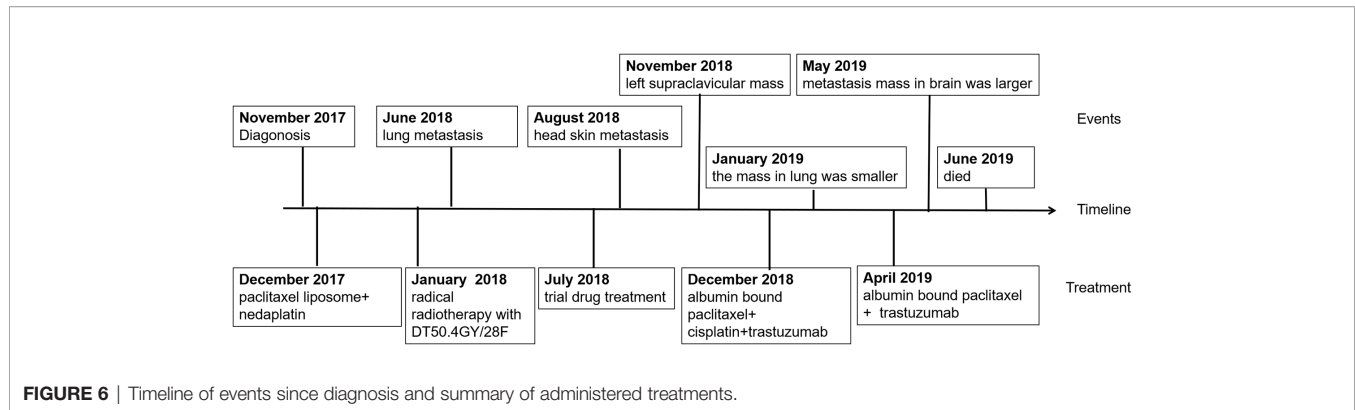 November 2018
left supraclavicular mass
May 2019
metastasis mass in brain was larger
November 2017
Diagonosis
June 2018
lung metastasis
August 2018
head skin metastasis
Events
January 2019
the mass in lung was smaller
June 2019
died
Timeline
December 2017
paclitaxel liposome+
nedaplatin
January 2018
radical
radiotherapy with
DT50.4GY/28F
July 2018
trial drug treatment
December 2018
albumin bound
paclitaxel+
cisplatin+trastuzumab
April 2019
albumin bound paclitaxel
+ trastuzumab
Treatment
FIGURE 6 | Timeline of events since diagnosis and summary of administered treatments.